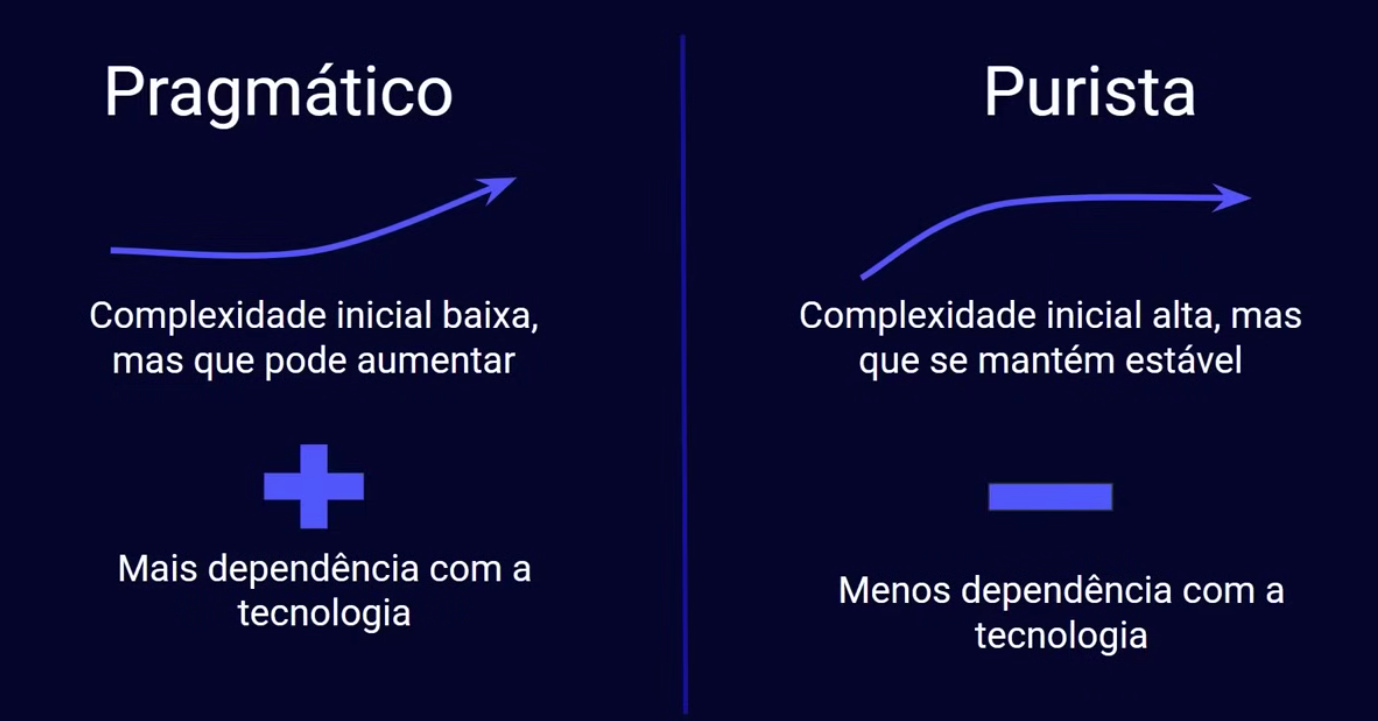 Pragmático
Complexidade inicial baixa,
mas que pode aumentar
Mais dependência com a
tecnologia
Purista
Complexidade inicial alta, mas
que se mantém estável
Menos dependência com a
tecnologia